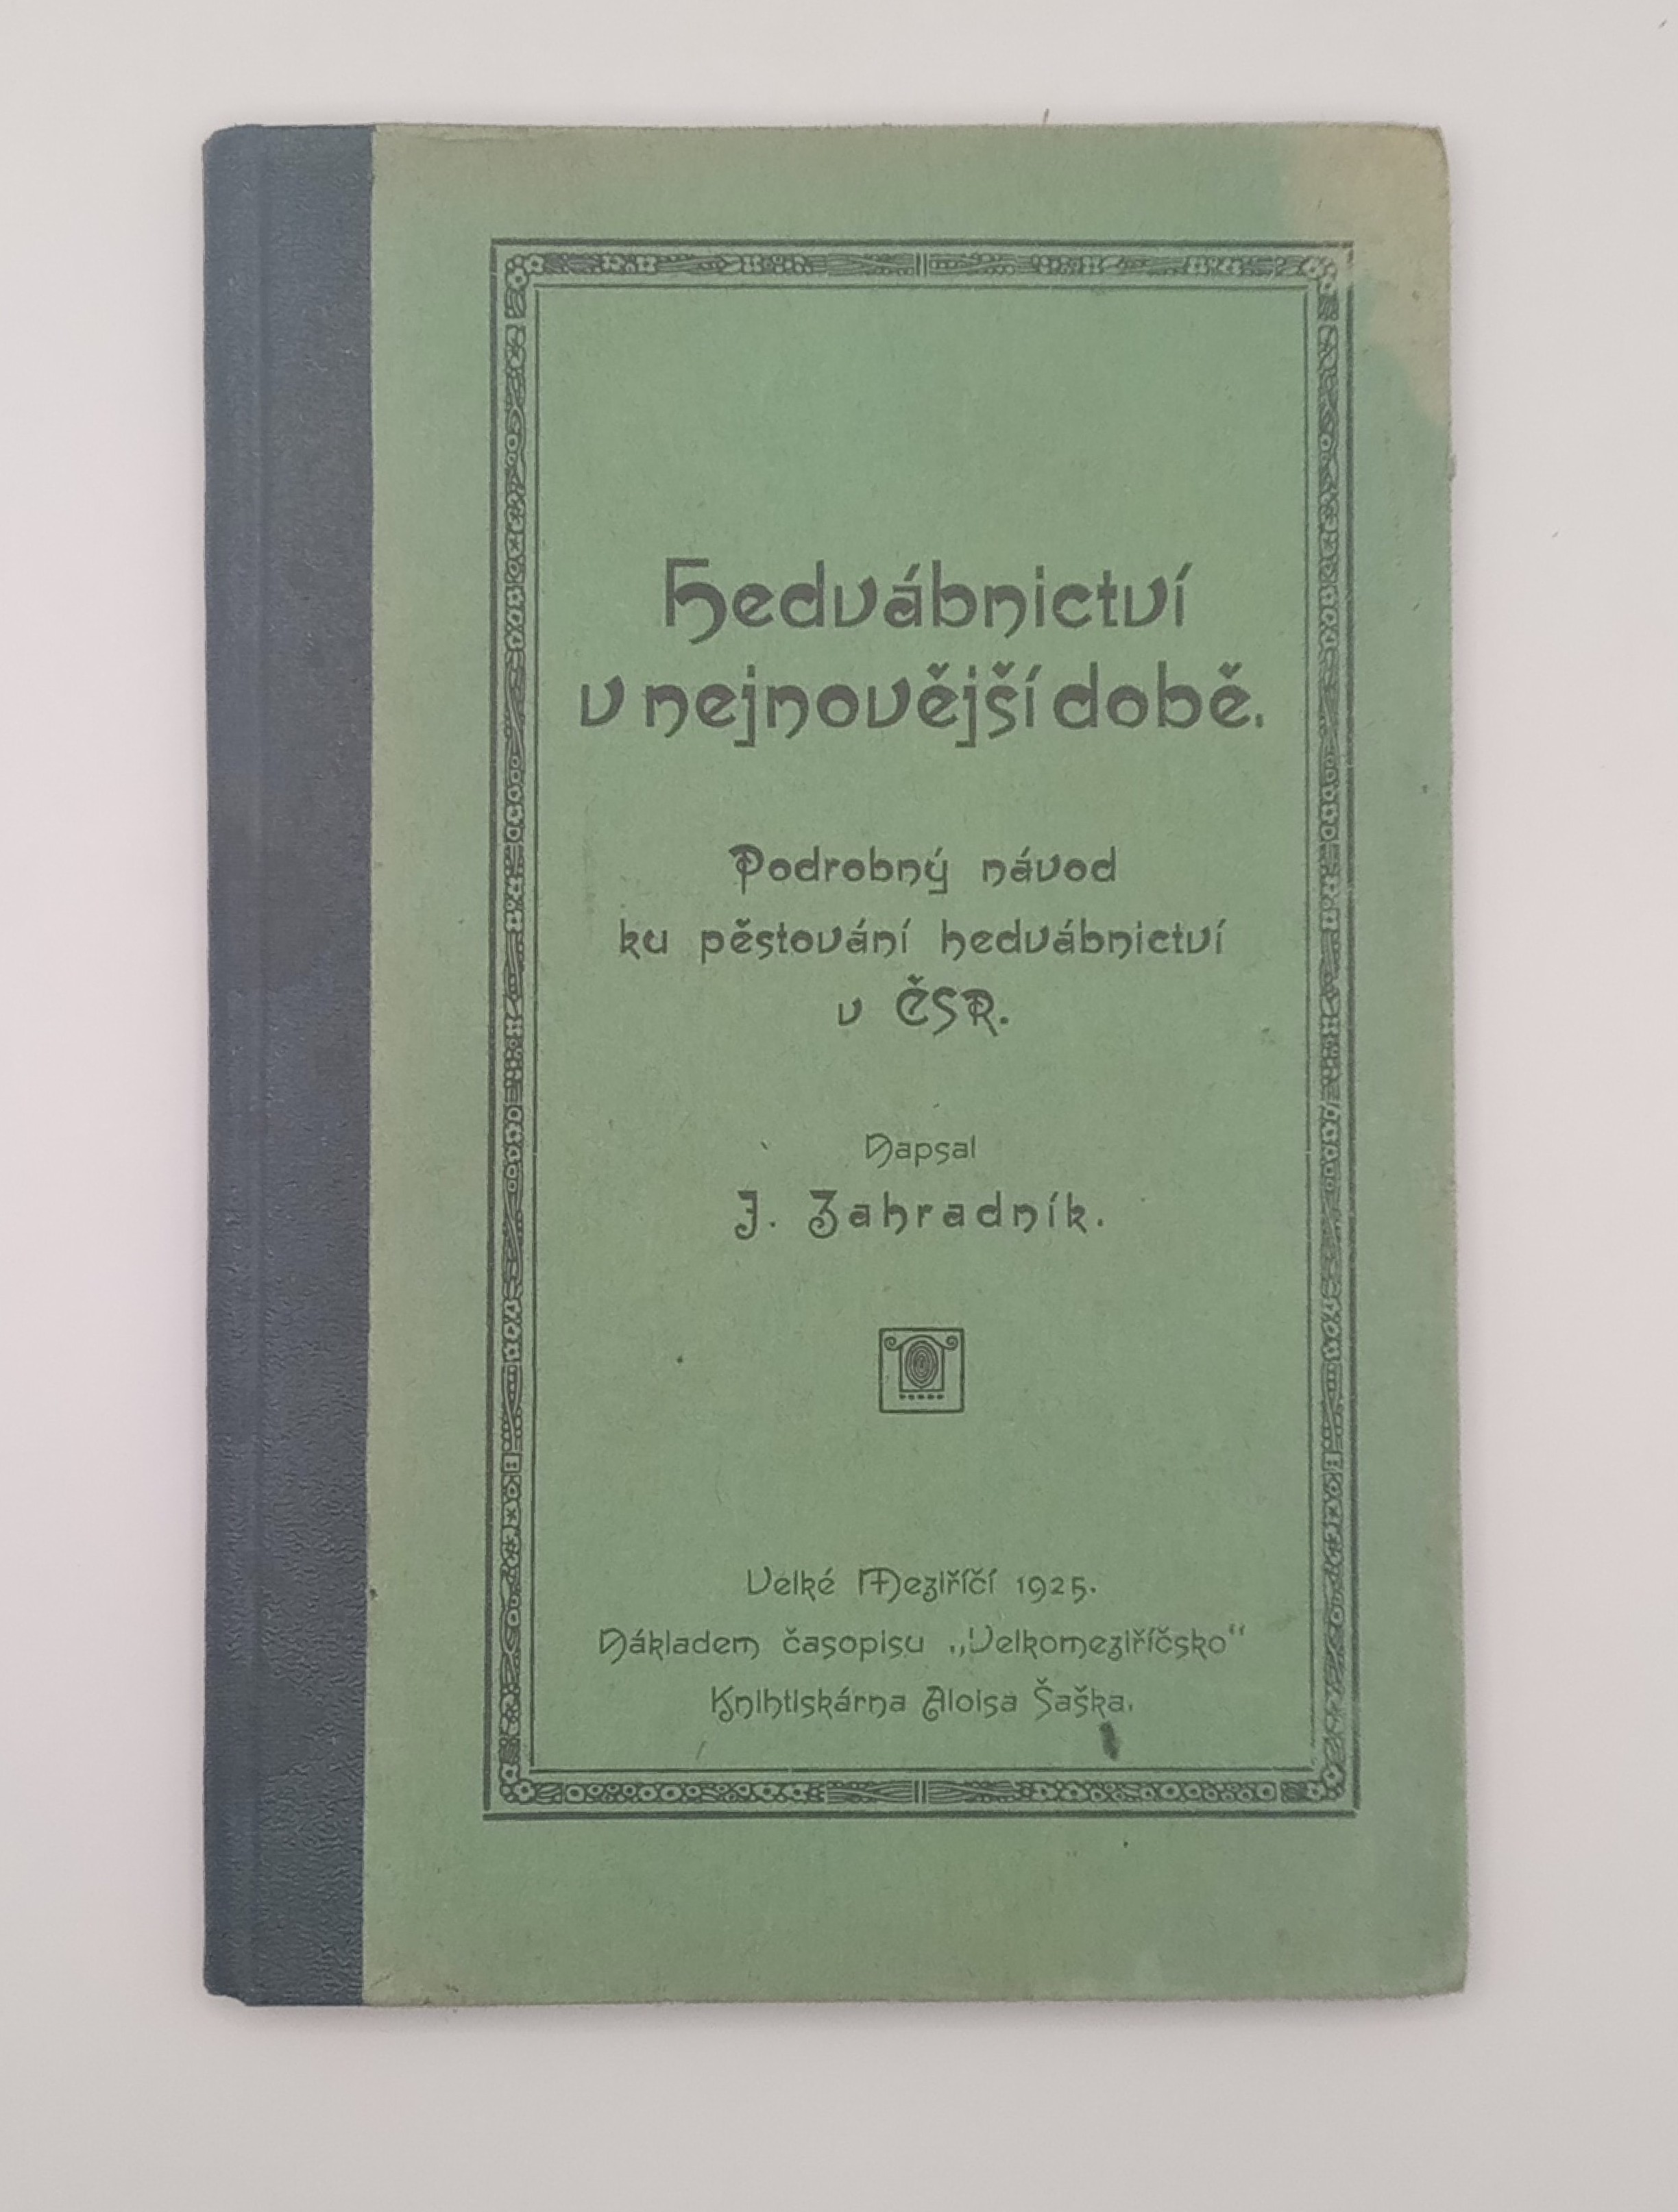 Hedvábnictví
v nejnovější době.
Podrobný návod
ku pěstování hedvábnictví
v ČSR.
Napsal
J. Zahradník.
Velké Meziříčí 1925.
Nákladem časopisu „Velkomeziříčsko“
Knihtiskárna Aloisa Šaška.